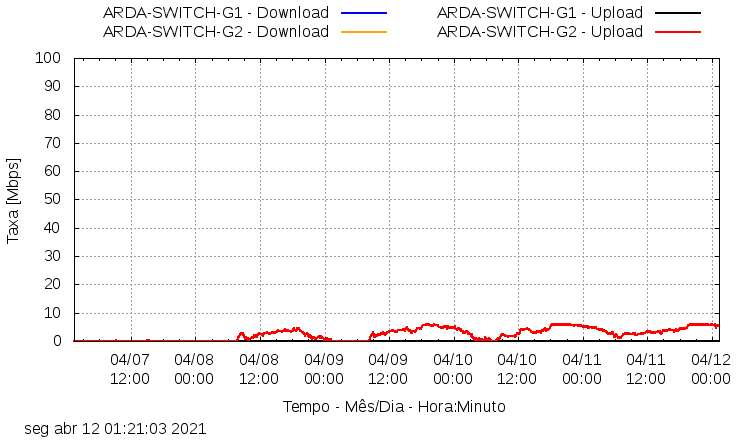 ARDA-SWITCH-G1 - Download ARDA-SWITCH-G1 - Upload
ARDA-SWITCH-G2 - Download ARDA-SWITCH-G2 - Upload
100
90
80
70
60
50
40
30
20
10
0
Taxa [Mbps]
04/07 04/08 04/08 04/09 04/09 04/10 04/10 04/11 04/11 04/12
12:00 00:00 12:00 00:00 12:00 00:00 12:00 00:00 12:00 00:00
Tempo - Mês/Dia - Hora:Minuto
seg abr 12 01:21:03 2021